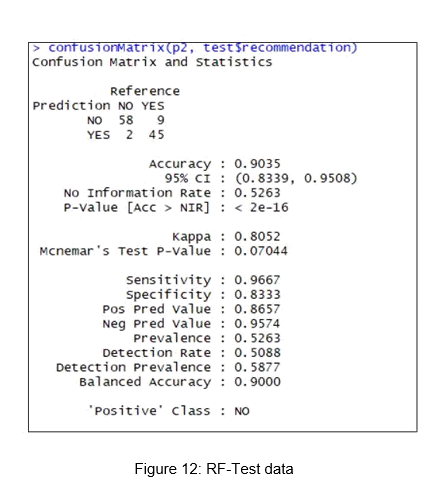 > confusionMatrix(p2, test$recommendation)
Confusion Matrix and Statistics
Reference
Prediction NO YES
NO 58 9
YES 2 45
Accuracy : 0.9035
95% CI : (0.8339, 0.9508)
No Information Rate : 0.5263
P-Value [Acc > NIR] : < 2e-16
Kappa : 0.8052
Mcnemar's Test P-Value : 0.07044
Sensitivity : 0.9667
Specificity : 0.8333
Pos Pred Value : 0.8657
Neg Pred Value : 0.9574
Prevalence : 0.5263
Detection Rate : 0.5088
Detection Prevalence : 0.5877
Balanced Accuracy : 0.9000
'Positive' Class : NO
Figure 12: RF-Test data